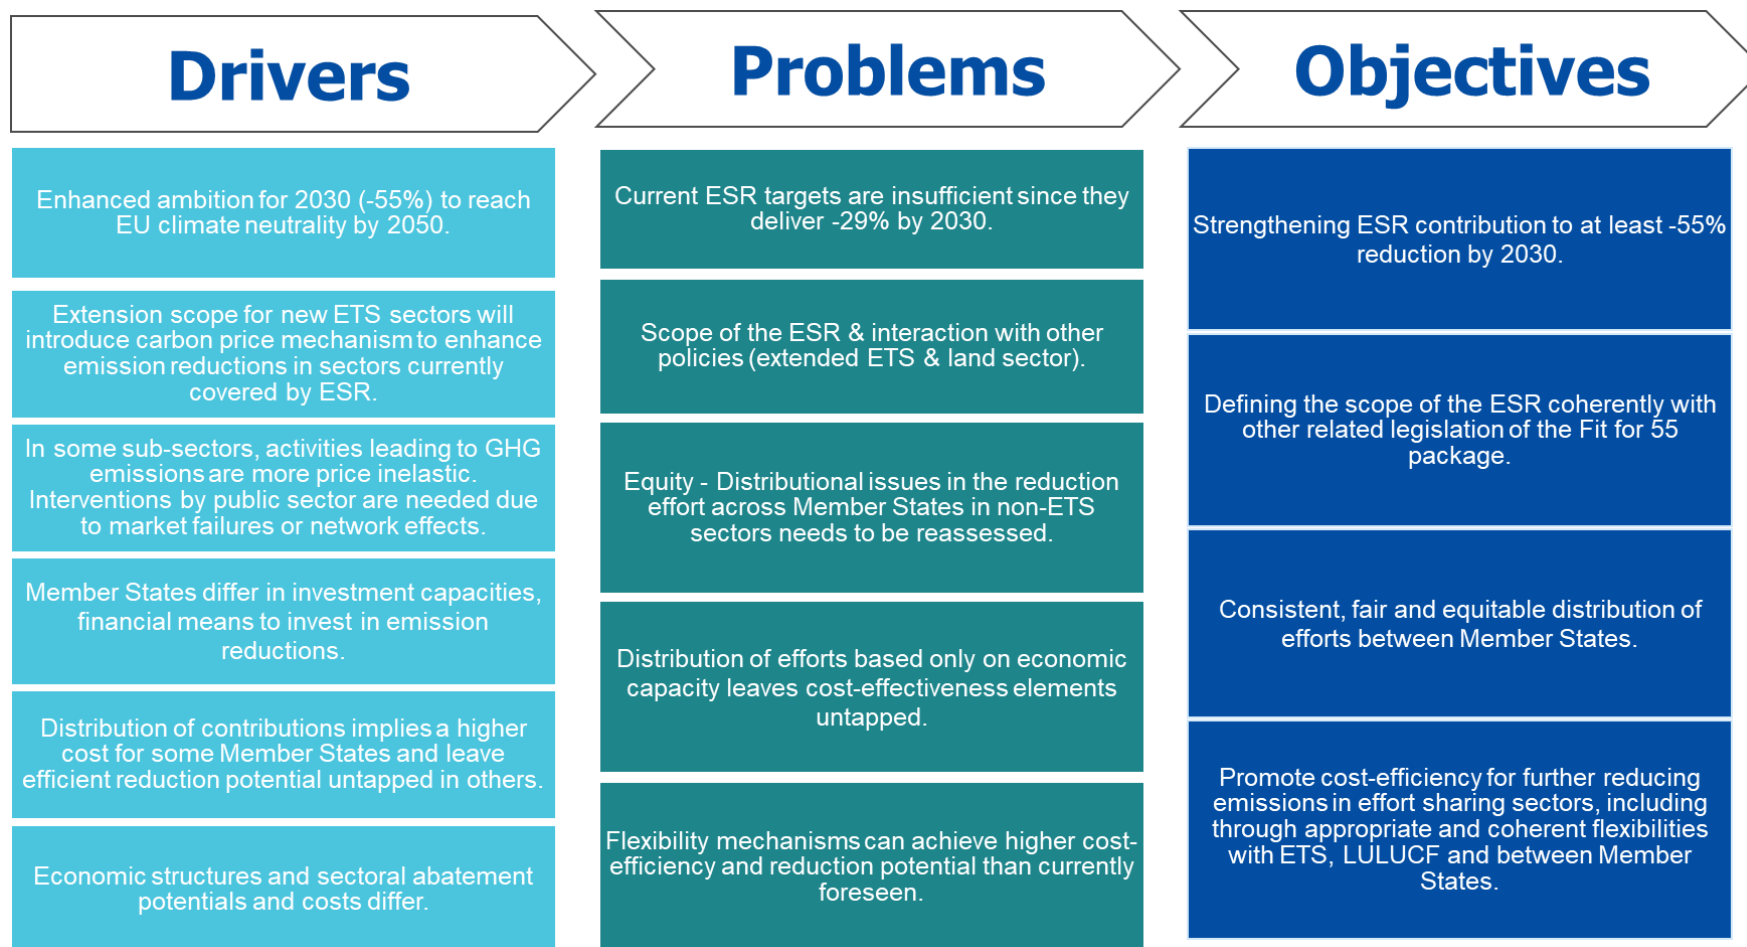 Drivers
Problems
Objectives
Enhanced ambition for 2030 (-55%) to reach
EU climate neutrality by 2050.
Extension scope for new ETS sectors will
introduce carbon price mechanism to enhance
emission reductions in sectors currently
covered by ESR.
In some sub-sectors, activities leading to GHG
emissions are more price inelastic.
Interventions by public sector are needed due
to market failures or network effects.
Member States differ in investment capacities,
financial means to invest in emission
reductions.
Distribution of contributions implies a higher
cost for some Member States and leave
efficient reduction potential untapped in others.
Economic structures and sectoral abatement
potentials and costs differ.
Current ESR targets are insufficient since they
deliver -29% by 2030.
Scope of the ESR & interaction with other
policies (extended ETS & land sector).
Equity - Distributional issues in the reduction
effort across Member States in non-ETS
sectors needs to be reassessed.
Distribution of efforts based only on economic
capacity leaves cost-effectiveness elements
untapped.
Flexibility mechanisms can achieve higher cost-
efficiency and reduction potential than currently
foreseen.
Strengthening ESR contribution to at least -55%
reduction by 2030.
Defining the scope of the ESR coherently with
other related legislation of the Fit for 55
package.
Consistent, fair and equitable distribution of
efforts between Member States.
Promote cost-efficiency for further reducing
emissions in effort sharing sectors, including
through appropriate and coherent flexibilities
with ETS, LULUCF and between Member
States.